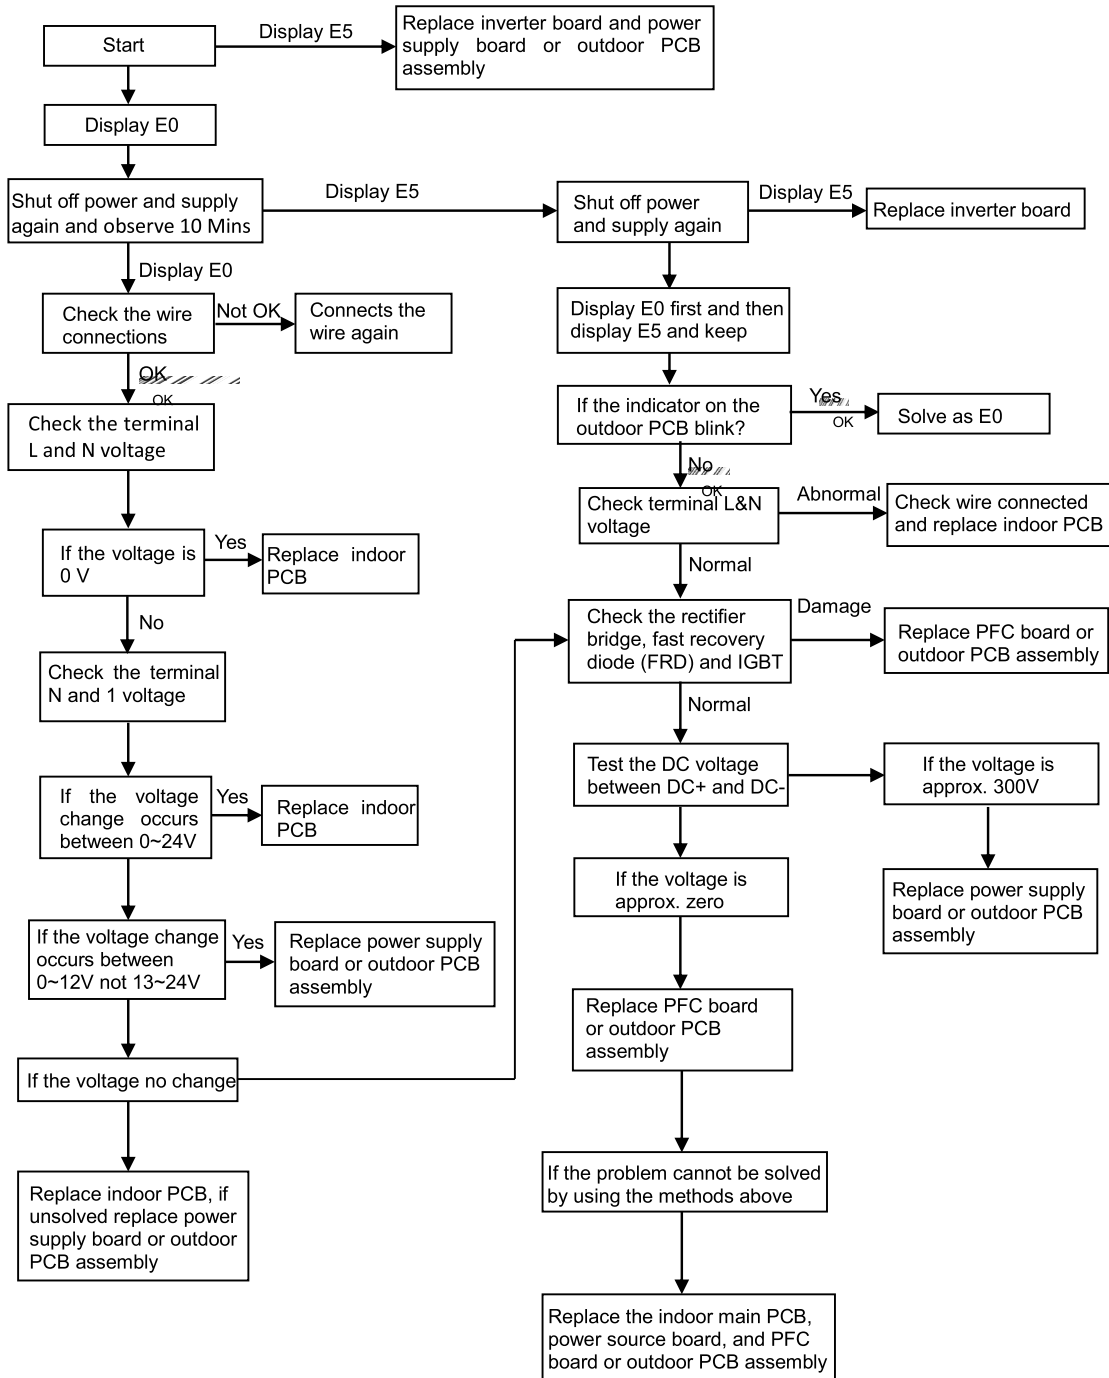 Start
Display E5
Replace inverter board and power
supply board or outdoor PCB
assembly
Display E0
Shut off power and supply
again and observe 10 Mins
Display E5
Shut off power
and supply again
Display E5
Replace inverter board
Display E0
Check the wire
connections
Not OK
Connects the
wire again
Display E0 first and then
display E5 and keep
OK
OK
If the indicator on the
outdoor PCB blink?
Yes
OK
Solve as E0
Check the terminal
L and N voltage
No
OK
Check terminal L&N
voltage
Abnormal
Check wire connected
and replace indoor PCB
If the voltage is
0 V
Yes
Replace indoor
PCB
Normal
No
Check the rectifier
bridge, fast recovery
diode (FRD) and IGBT
Damage
Replace PFC board or
outdoor PCB assembly
Check the terminal
N and 1 voltage
Normal
If the voltage
change occurs
between 0~24V
Yes
Replace indoor
PCB
Test the DC voltage
between DC+ and DC-
If the voltage is
approx. 300V
If the voltage is
approx. zero
Replace power supply
board or outdoor PCB
assembly
If the voltage change
occurs between
0~12V not 13~24V
Yes
Replace power supply
board or outdoor PCB
assembly
Replace PFC board
or outdoor PCB
assembly
If the voltage no change
Replace indoor PCB, if
unsolved replace power
supply board or outdoor
PCB assembly
If the problem cannot be solved
by using the methods above
Replace the indoor main PCB,
power source board, and PFC
board or outdoor PCB assembly